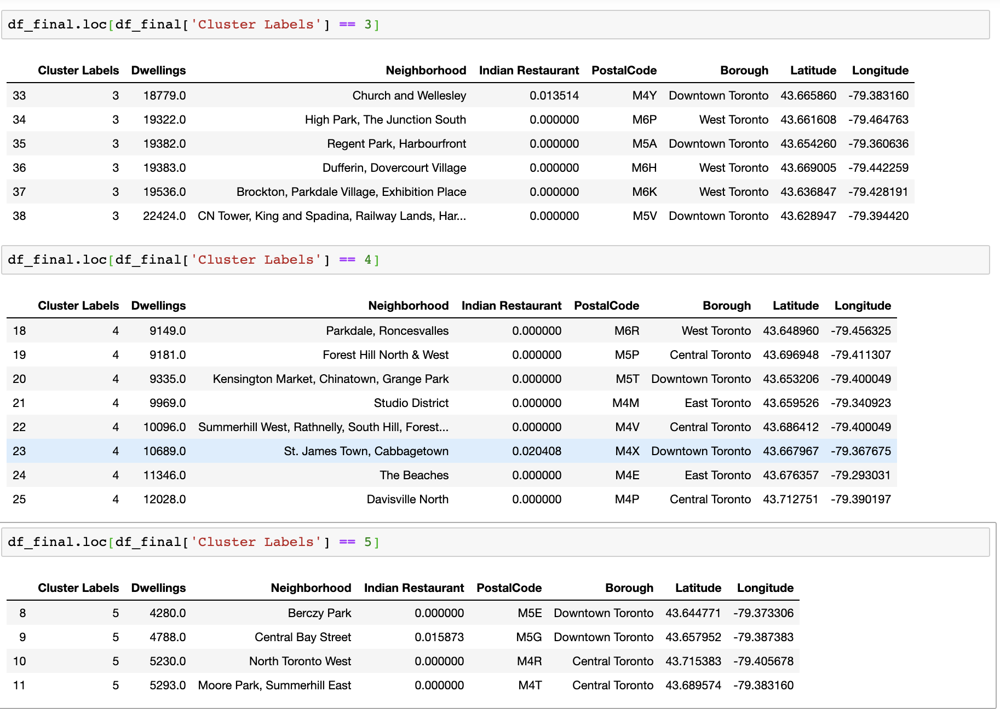 df_final.loc[df_final['Cluster Labels'] == 3]
Cluster Labels Dwellings Neighborhood Indian Restaurant PostalCode Borough Latitude Longitude
33 3 18779.0 Church and Wellesley 0.013514 M4Y Downtown Toronto 43.665860 -79.383160
34 3 19322.0 High Park, The Junction South 0.000000 M6P West Toronto 43.661608 -79.464763
35 3 19382.0 Regent Park, Harbourfront 0.000000 M5A Downtown Toronto 43.654260 -79.360636
36 3 19383.0 Dufferin, Dovercourt Village 0.000000 M6H West Toronto 43.669005 -79.442259
37 3 19536.0 Brockton, Parkdale Village, Exhibition Place 0.000000 M6K West Toronto 43.636847 -79.428191
38 3 22424.0 CN Tower, King and Spadina, Railway Lands, Har... 0.000000 M5V Downtown Toronto 43.628947 -79.394420
df_final.loc[df_final['Cluster Labels'] == 4]
Cluster Labels Dwellings Neighborhood Indian Restaurant PostalCode Borough Latitude Longitude
18 4 9149.0 Parkdale, Roncesvalles 0.000000 M6R West Toronto 43.648960 -79.456325
19 4 9181.0 Forest Hill North & West 0.000000 M5P Central Toronto 43.696948 -79.411307
20 4 9335.0 Kensington Market, Chinatown, Grange Park 0.000000 M5T Downtown Toronto 43.653206 -79.400049
21 4 9969.0 Studio District 0.000000 M4M East Toronto 43.659526 -79.340923
22 4 10096.0 Summerhill West, Rathnelly, South Hill, Forest... 0.000000 M4V Central Toronto 43.686412 -79.400049
23 4 10689.0 St. James Town, Cabbagetown 0.020408 M4X Downtown Toronto 43.667967 -79.367675
24 4 11346.0 The Beaches 0.000000 M4E East Toronto 43.676357 -79.293031
25 4 12028.0 Davisville North 0.000000 M4P Central Toronto 43.712751 -79.390197
df_final.loc[df_final['Cluster Labels'] == 5]
Cluster Labels Dwellings Neighborhood Indian Restaurant PostalCode Borough Latitude Longitude
8 5 4280.0 Berczy Park 0.000000 M5E Downtown Toronto 43.644771 -79.373306
9 5 4788.0 Central Bay Street 0.015873 M5G Downtown Toronto 43.657952 -79.387383
10 5 5230.0 North Toronto West 0.000000 M4R Central Toronto 43.715383 -79.405678
11 5 5293.0 Moore Park, Summerhill East 0.000000 M4T Central Toronto 43.689574 -79.383160